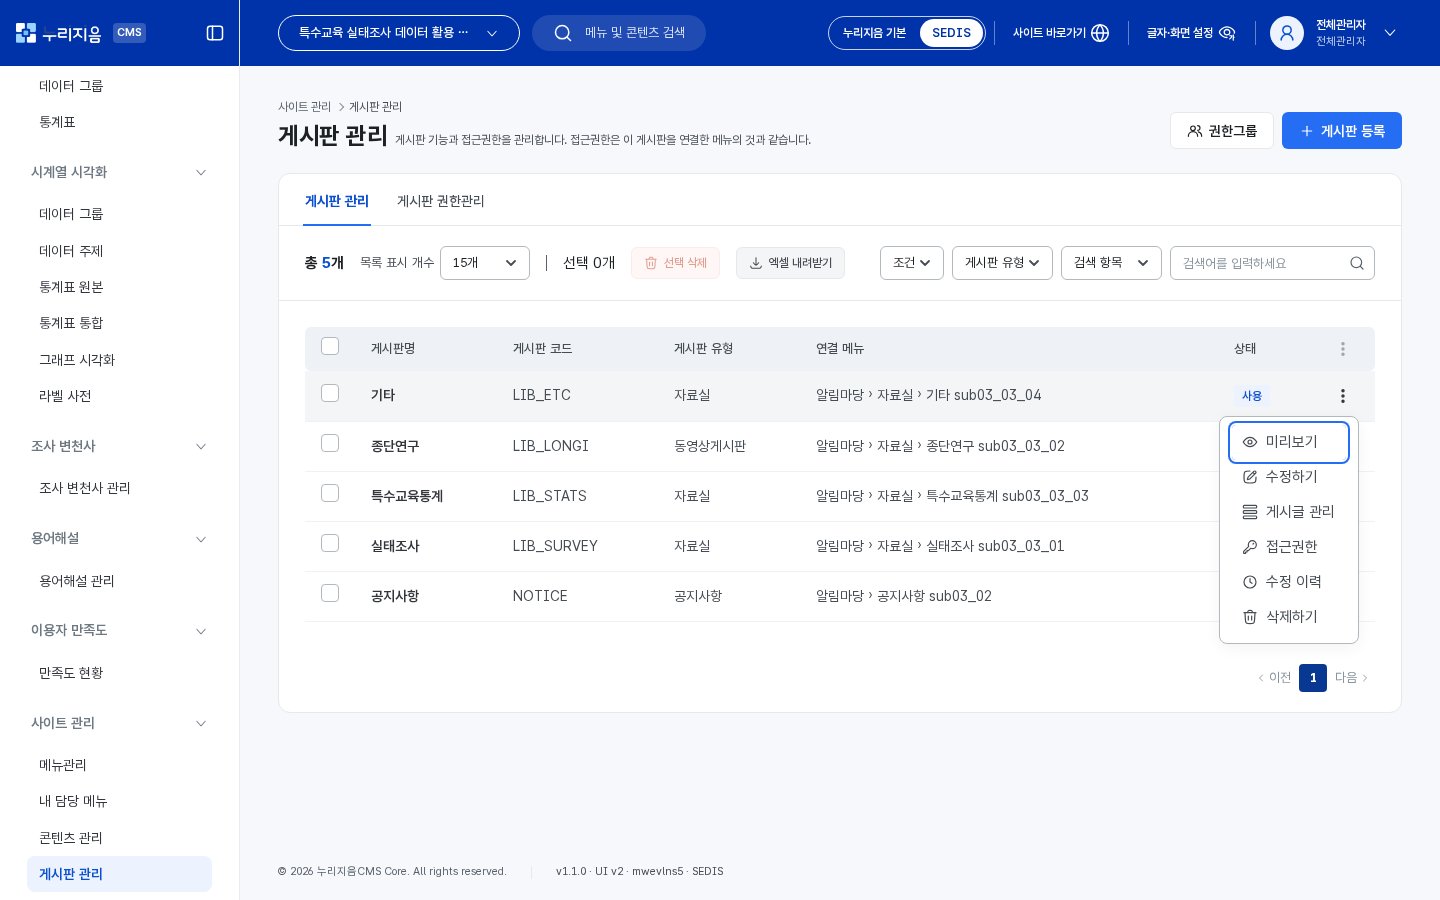 누리지음 CMS
특수교육 실태조사 데이터 활용 ···
메뉴 및 콘텐츠 검색
누리지음 기본 SEDIS
사이트 바로가기
글자·화면 설정
전체관리자
전체관리자
데이터 그룹
통계표
시계열 시각화
데이터 그룹
데이터 주제
통계표 원본
통계표 통합
그래프 시각화
라벨 사전
조사 변천사
조사 변천사 관리
용어해설
용어해설 관리
이용자 만족도
만족도 현황
사이트 관리
메뉴관리
내 담당 메뉴
콘텐츠 관리
게시판 관리
사이트 관리 > 게시판 관리
게시판 관리 게시판 기능과 접근권한을 관리합니다. 접근권한은 이 게시판을 연결한 메뉴의 것과 같습니다.
권한그룹
+ 게시판 등록
게시판 관리 게시판 권한관리
총 5개 목록 표시 개수 15개 선택 0개 선택 삭제 엑셀 내려받기 조건 게시판 유형 검색 항목 검색어를 입력하세요
게시판명 게시판 코드 게시판 유형 연결 메뉴 상태
기타 LIB_ETC 자료실 알림마당 › 자료실 › 기타 sub03_03_04 사용
종단연구 LIB_LONGI 동영상게시판 알림마당 › 자료실 › 종단연구 sub03_03_02
특수교육통계 LIB_STATS 자료실 알림마당 › 자료실 › 특수교육통계 sub03_03_03
실태조사 LIB_SURVEY 자료실 알림마당 › 자료실 › 실태조사 sub03_03_01
공지사항 NOTICE 공지사항 알림마당 › 공지사항 sub03_02
미리보기
수정하기
게시글 관리
접근권한
수정 이력
삭제하기
‹ 이전 1 다음 ›
© 2026 누리지음CMS Core. All rights reserved.
v1.1.0 · UI v2 · mwevlns5 · SEDIS